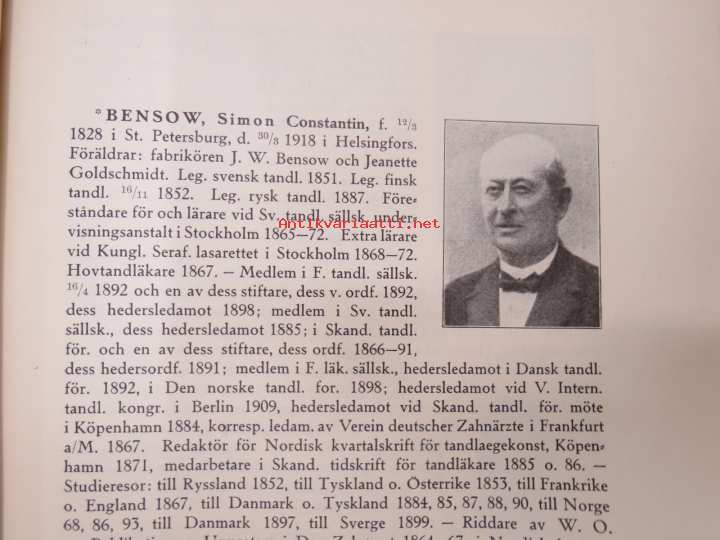 *BENSOW, Simon Constantin, f. 12/3
1828 i St. Petersburg, d. 30/3 1918 i Helsingfors.
Föräldrar: fabrikören J. W. Bensow och Jeanette
Goldschmidt. Leg. svensk tandl. 1851. Leg. finsk
tandl. 16/11 1852. Leg. rysk tandl. 1887. Före-
ståndare för och lärare vid Sv. tandl. sällsk. under-
Antikvariaatti.net
visningsanstalt i Stockholm 1865—72. Extra lärare
vid Kungl. Seraf. lasarettet i Stockholm 1868—72.
Hovtandläkare 1867. — Medlem i F. tandl. sällsk.
16/4 1892 och en av dess stiftare, dess v. ordf. 1892,
dess hedersledamot 1898; medlem i Sv. tandl.
sällsk., dess hedersledamot 1885; i Skand. tandl.
för. och en av dess stiftare, dess ordf. 1866—91,
dess hedersordf. 1891; medlem i F. läk. sällsk., hedersledamot i Dansk tandl.
för. 1892, i Den norske tandl. for. 1898; hedersledamot vid V. Intern.
tandl. kongr. i Berlin 1909, hedersledamot vid Skand. tandl. för. möte
i Köpenhamn 1884, korresp. ledam. av Verein deutscher Zahnärzte i Frankfurt
a/M. 1867. Redaktör för Nordisk kvartalskrift for tandlaegekonst, Köpen-
hamn 1871, medarbetare i Skand. tidskrift för tandläkare 1885 o. 86. —
Studieresor: till Ryssland 1852, till Tyskland o. Österrike 1853, till Frankrike
o. England 1867, till Danmark o. Tyskland 1884, 85, 87, 88, 90, till Norge
68, 86, 93, till Danmark 1897, till Sverge 1899. — Riddare av W. O.